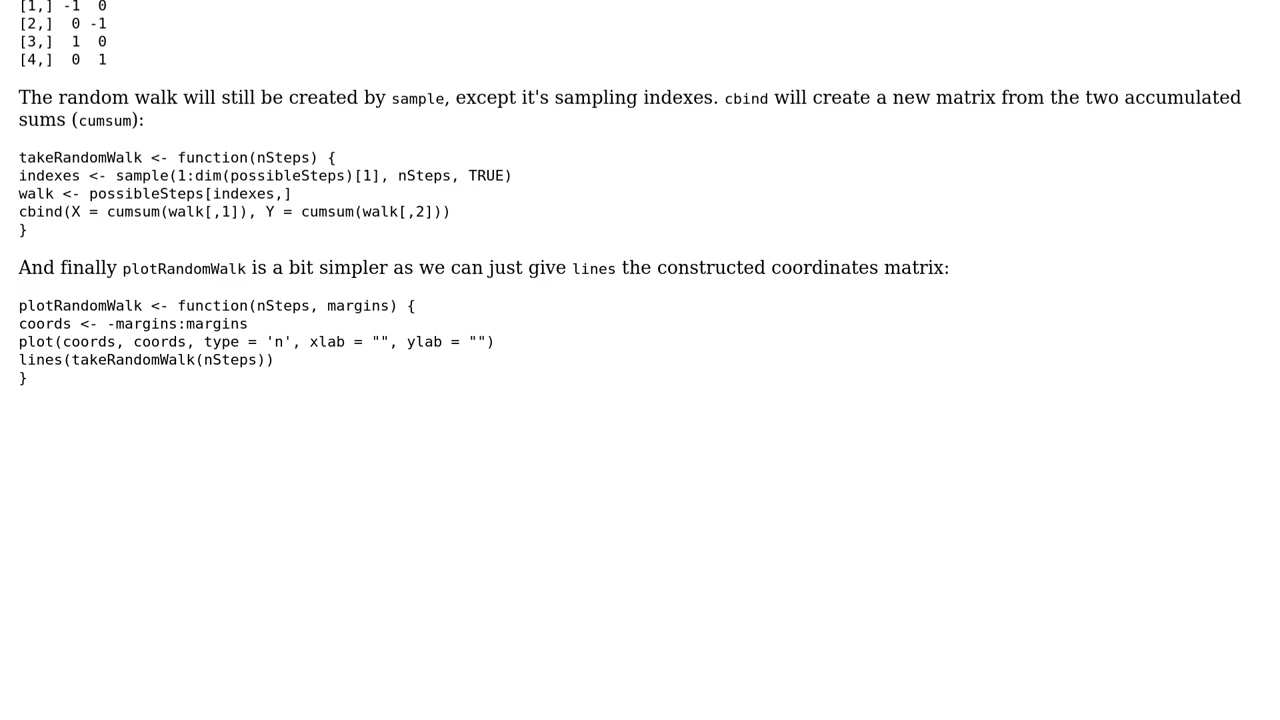 [1,] -1  0
[2,]  0 -1
[3,]  1  0
[4,]  0  1
The random walk will still be created by sample, except it's sampling indexes. cbind will create a new matrix from the two accumulated
sums (cumsum):
takeRandomWalk <- function(nSteps) {
indexes <- sample(1:dim(possibleSteps)[1], nSteps, TRUE)
walk <- possibleSteps[indexes,]
cbind(X = cumsum(walk[,1]), Y = cumsum(walk[,2]))
}
And finally plotRandomWalk is a bit simpler as we can just give lines the constructed coordinates matrix:
plotRandomWalk <- function(nSteps, margins) {
coords <- -margins:margins
plot(coords, coords, type = 'n', xlab = "", ylab = "")
lines(takeRandomWalk(nSteps))
}